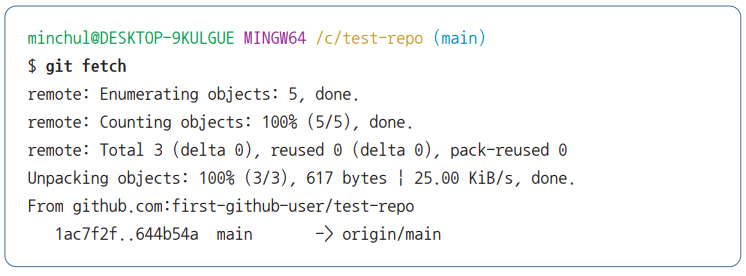 minchul@DESKTOP-9KULGUE MINGW64 /c/test-repo (main)
$ git fetch
remote: Enumerating objects: 5, done.
remote: Counting objects: 100% (5/5), done.
remote: Total 3 (delta 0), reused 0 (delta 0), pack-reused 0
Unpacking objects: 100% (3/3), 617 bytes ¦ 25.00 KiB/s, done.
From github.com:first-github-user/test-repo
   1ac7f2f..644b54a  main       -> origin/main